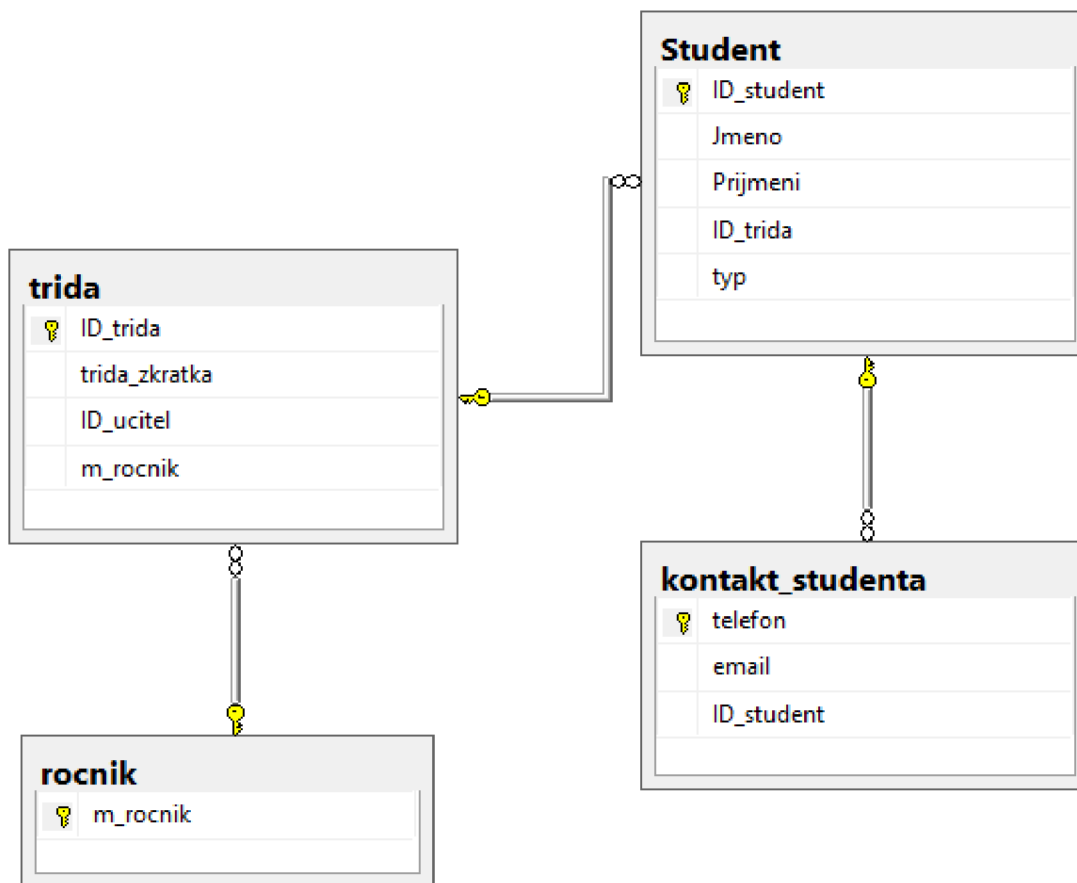 Student
ID_student
Jmeno
Prijmeni
ID_trida
typ
trida
ID_trida
trida_zkratka
ID_ucitel
m_rocnik
kontakt_studenta
telefon
email
ID_student
rocnik
m_rocnik